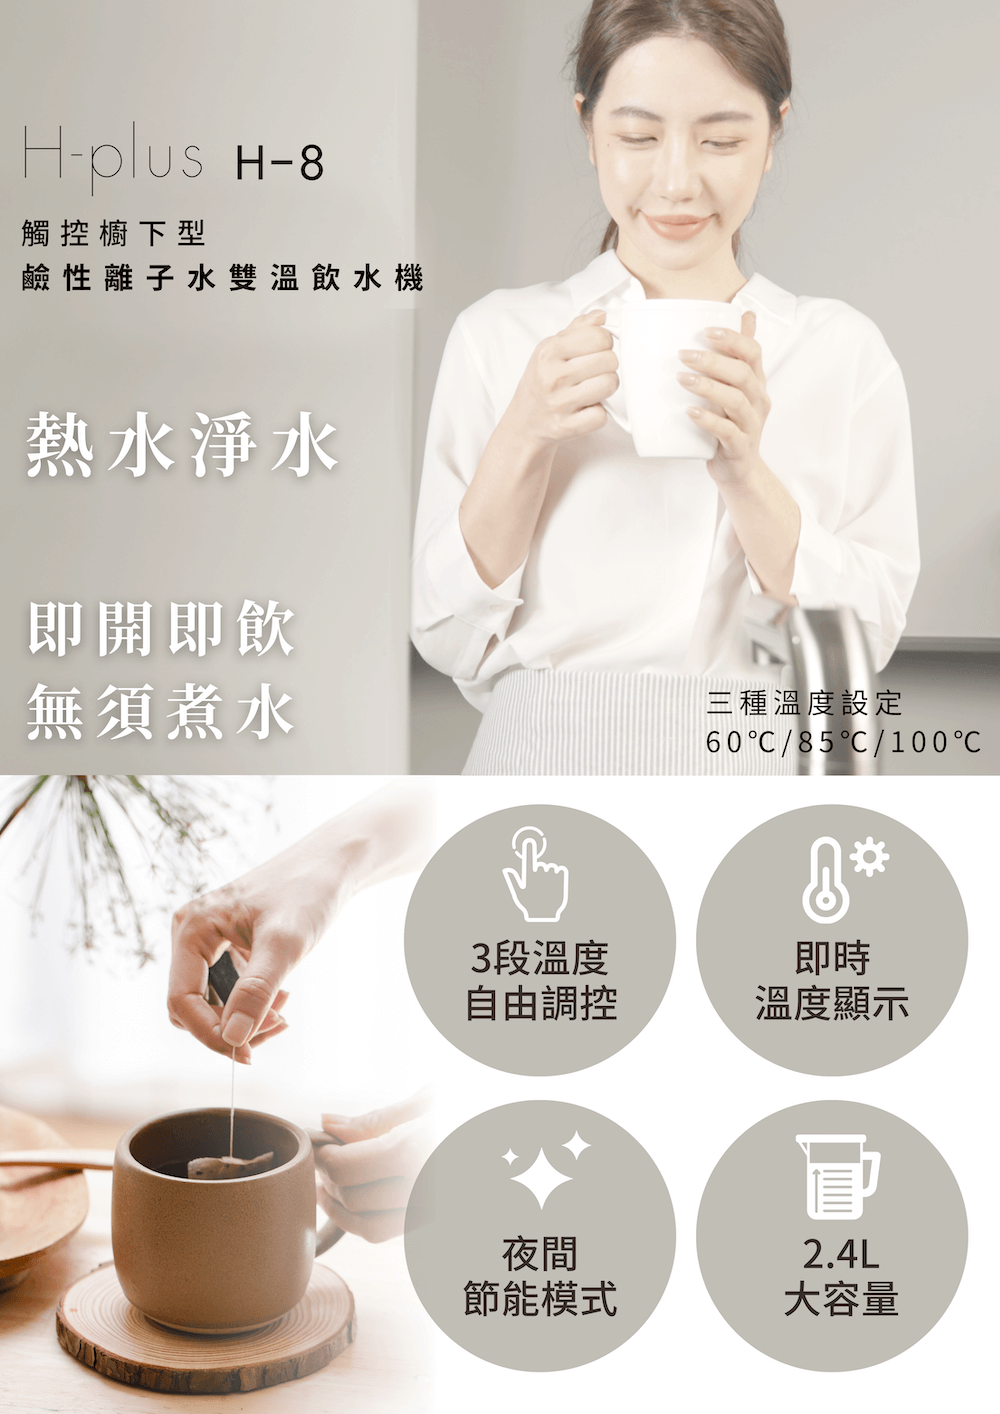 H-plus H-8
觸控櫥下型
鹼性離子水雙溫飲水機
熱水淨水
即開即飲
無須煮水
三種溫度設定
60℃/85℃/100℃
3段溫度
自由調控
即時
溫度顯示
夜間
節能模式
2.4L
大容量